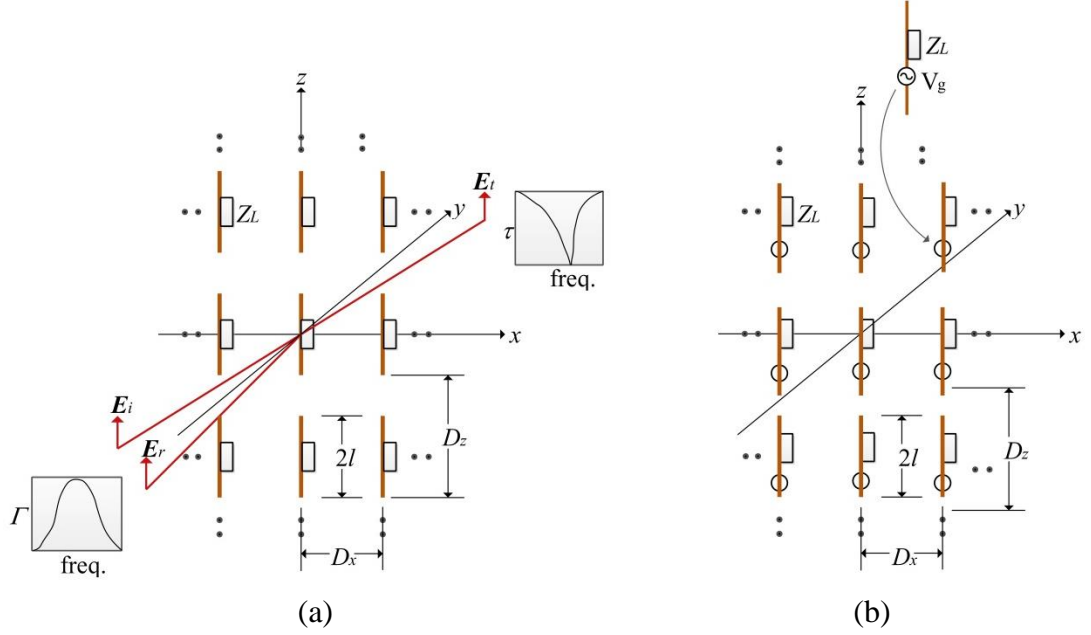 z
Z_L
E_t
y
τ
freq.
x
E_i
E_r
D_z
2l
Γ
freq.
D_x
(a)
Z_L
V_g
z
Z_L
y
x
2l
D_z
D_x
(b)